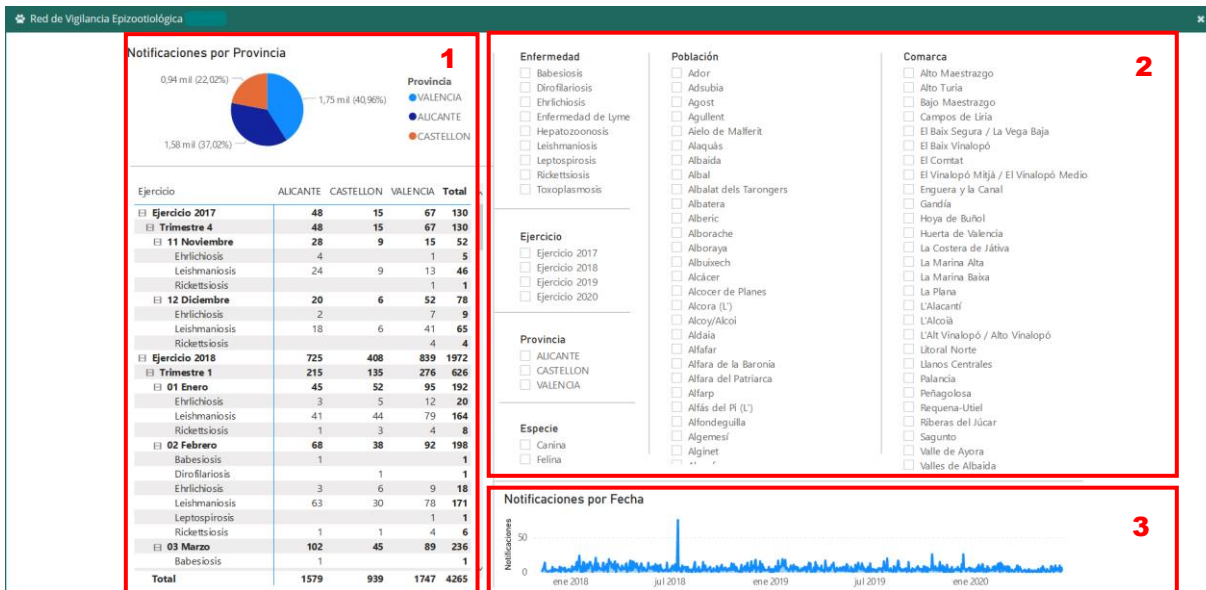 Red de Vigilancia Epizootiológica
Notificaciones por Provincia
1
0,94 mil (22,02%)
1,75 mil (40,96%)
1,58 mil (37,02%)
Provincia
VALENCIA
ALICANTE
CASTELLON
Ejercicio ALICANTE CASTELLON VALENCIA Total
Ejercicio 2017 48 15 67 130
Trimestre 4 48 15 67 130
11 Noviembre 28 9 15 52
Ehrlichiosis 4 1 5
Leishmaniosis 24 9 13 46
Rickettsiosis 1 1
12 Diciembre 20 6 52 78
Ehrlichiosis 2 7 9
Leishmaniosis 18 6 41 65
Rickettsiosis 4 4
Ejercicio 2018 725 408 839 1972
Trimestre 1 215 135 276 626
01 Enero 45 52 95 192
Ehrlichiosis 3 5 12 20
Leishmaniosis 41 44 79 164
Rickettsiosis 1 3 4 8
02 Febrero 68 38 92 198
Babesiosis 1 1
Dirofilariosis 1 1
Ehrlichiosis 3 6 9 18
Leishmaniosis 63 30 78 171
Leptospirosis 1 1
Rickettsiosis 1 1 4 6
03 Marzo 102 45 89 236
Babesiosis 1 1
Total 1579 939 1747 4265
2
Enfermedad
Babesiosis
Dirofilariosis
Ehrlichiosis
Enfermedad de Lyme
Hepatozoonosis
Leishmaniosis
Leptospirosis
Rickettsiosis
Toxoplasmosis
Ejercicio
Ejercicio 2017
Ejercicio 2018
Ejercicio 2019
Ejercicio 2020
Provincia
ALICANTE
CASTELLON
VALENCIA
Especie
Canina
Felina
Población
Ador
Adsubia
Agost
Agullent
Aielo de Malferit
Alaquàs
Albaida
Albal
Albalat dels Tarongers
Albatera
Alberic
Alborache
Alboraya
Albuixech
Alcácer
Alcocer de Planes
Alcora (L')
Alcoy/Alcoi
Aldaia
Alfafar
Alfara de la Baronia
Alfara del Patriarca
Alfarp
Alfás del Pi (L')
Alfondeguilla
Algemesí
Alginet
Comarca
Alto Maestrazgo
Alto Turia
Bajo Maestrazgo
Campos de Liria
El Baix Segura / La Vega Baja
El Baix Vinalopó
El Comtat
El Vinalopó Mitjà / El Vinalopó Medio
Enguera y la Canal
Gandía
Hoya de Buñol
Huerta de Valencia
La Costera de Játiva
La Marina Alta
La Marina Baixa
La Plana
L'Alacantí
L'Alcoià
L'Alt Vinalopó / Alto Vinalopó
Litoral Norte
Llanos Centrales
Palancia
Peñagolosa
Requena-Utiel
Riberas del Júcar
Sagunto
Valle de Ayora
Valles de Albaida
Notificaciones por Fecha
3
Notificaciones
50
0
ene 2018 jul 2018 ene 2019 jul 2019 ene 2020